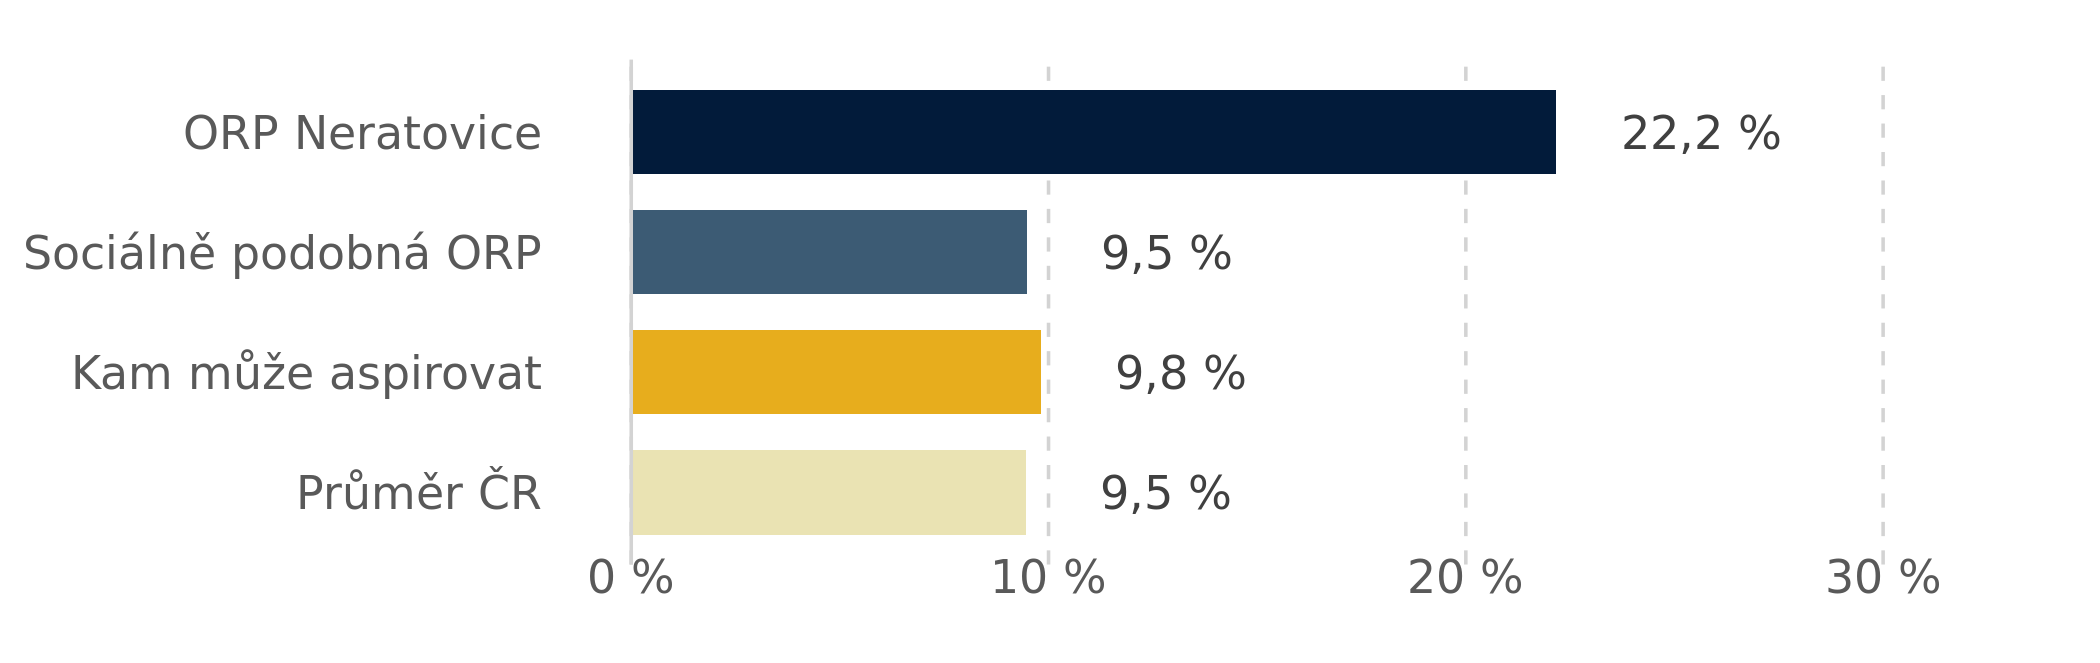 ORP Neratovice 22,2 %
Sociálně podobná ORP 9,5 %
Kam může aspirovat 9,8 %
Průměr ČR 9,5 %
0 % 10 % 20 % 30 %